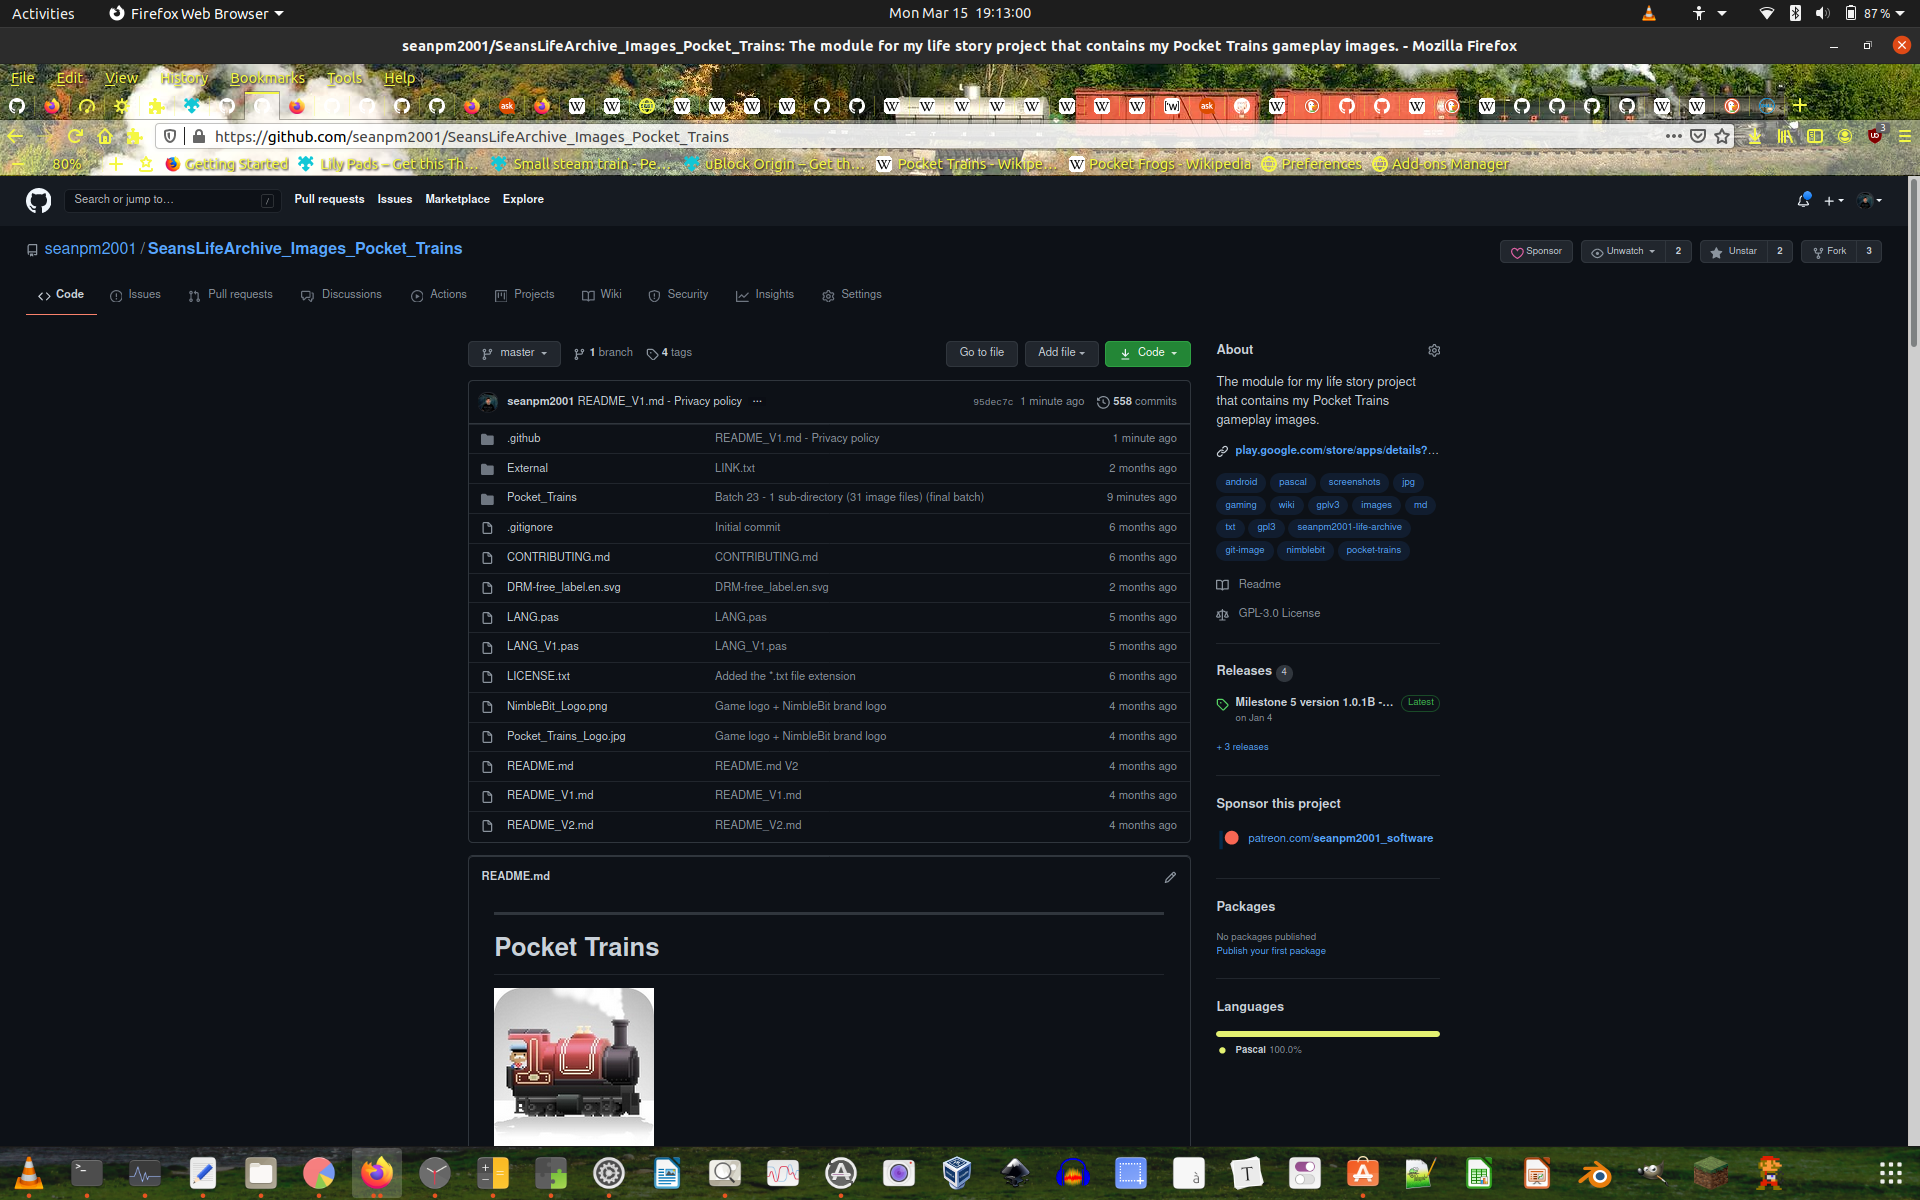 Activities Firefox Web Browser Mon Mar 15 19:13:00 87 %
seanpm2001/SeansLifeArchive_Images_Pocket_Trains: The module for my life story project that contains my Pocket Trains gameplay images. - Mozilla Firefox
File Edit View History Bookmarks Tools Help
https://github.com/seanpm2001/SeansLifeArchive_Images_Pocket_Trains 3
80% Getting Started Lily Pads – Get this Th… Small steam train - Pe… uBlock Origin – Get th… Pocket Trains - Wikipe… Pocket Frogs - Wikipedia Preferences Add-ons Manager
Search or jump to… / Pull requests Issues Marketplace Explore
seanpm2001 / SeansLifeArchive_Images_Pocket_Trains Sponsor Unwatch 2 Unstar 2 Fork 3
Code Issues Pull requests Discussions Actions Projects Wiki Security Insights Settings
master 1 branch 4 tags Go to file Add file Code
seanpm2001 README_V1.md - Privacy policy ··· 95dec7c 1 minute ago 558 commits
.github README_V1.md - Privacy policy 1 minute ago
External LINK.txt 2 months ago
Pocket_Trains Batch 23 - 1 sub-directory (31 image files) (final batch) 9 minutes ago
.gitignore Initial commit 6 months ago
CONTRIBUTING.md CONTRIBUTING.md 6 months ago
DRM-free_label.en.svg DRM-free_label.en.svg 2 months ago
LANG.pas LANG.pas 5 months ago
LANG_V1.pas LANG_V1.pas 5 months ago
LICENSE.txt Added the *.txt file extension 6 months ago
NimbleBit_Logo.png Game logo + NimbleBit brand logo 4 months ago
Pocket_Trains_Logo.jpg Game logo + NimbleBit brand logo 4 months ago
README.md README.md V2 4 months ago
README_V1.md README_V1.md 4 months ago
README_V2.md README_V2.md 4 months ago
README.md
Pocket Trains
About
The module for my life story project
that contains my Pocket Trains
gameplay images.
play.google.com/store/apps/details?…
android pascal screenshots jpg
gaming wiki gplv3 images md
txt gpl3 seanpm2001-life-archive
git-image nimblebit pocket-trains
Readme
GPL-3.0 License
Releases 4
Milestone 5 version 1.0.1B -… Latest
on Jan 4
+ 3 releases
Sponsor this project
patreon.com/seanpm2001_software
Packages
No packages published
Publish your first package
Languages
Pascal 100.0%